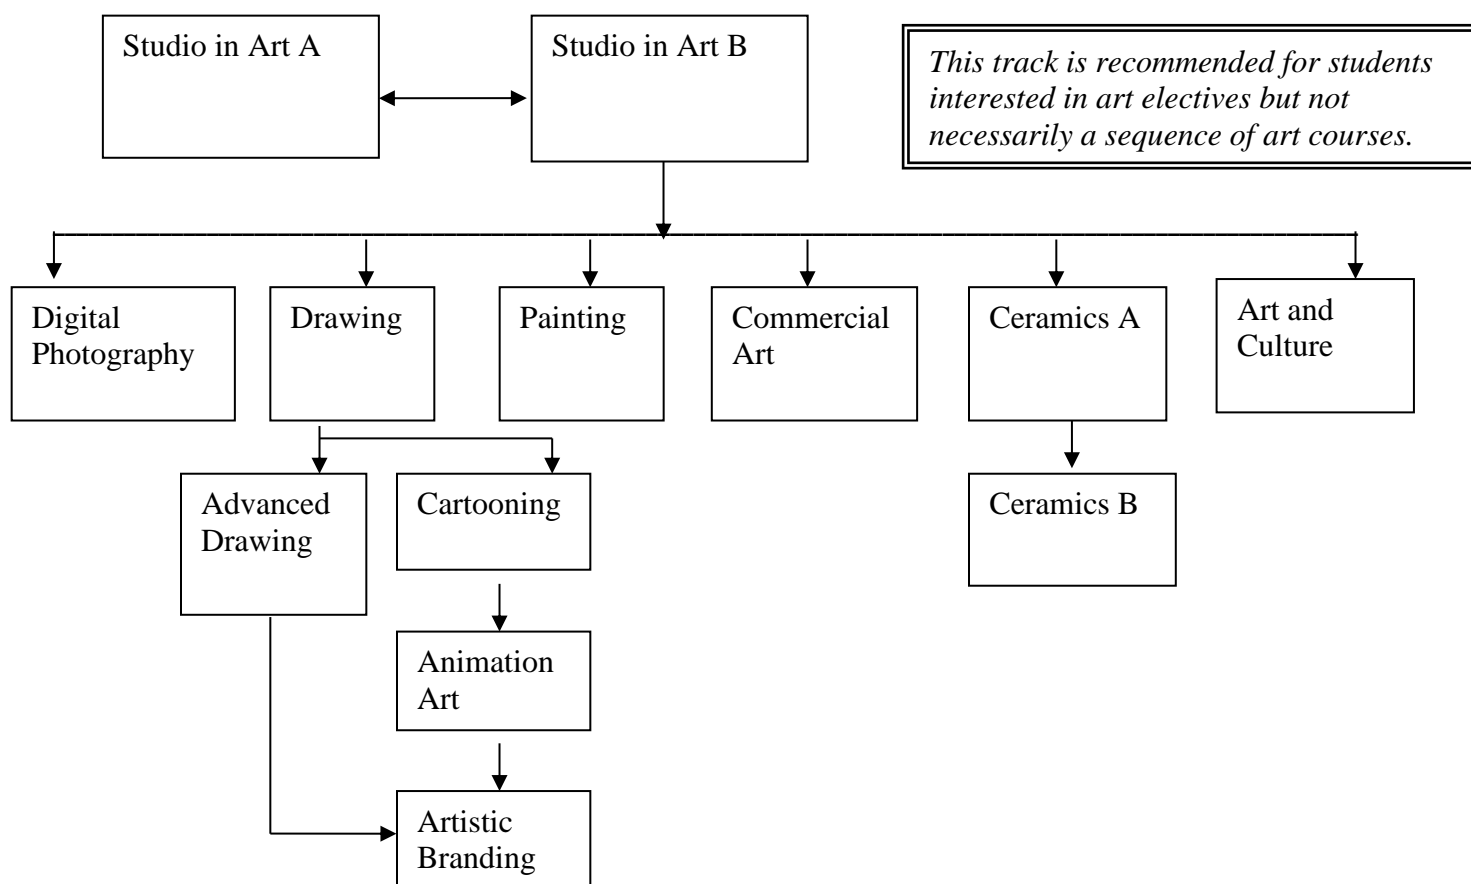 Studio in Art A
Studio in Art B
This track is recommended for students
interested in art electives but not
necessarily a sequence of art courses.
Digital
Photography
Drawing
Painting
Commercial
Art
Ceramics A
Art and
Culture
Advanced
Drawing
Cartooning
Ceramics B
Animation
Art
Artistic
Branding